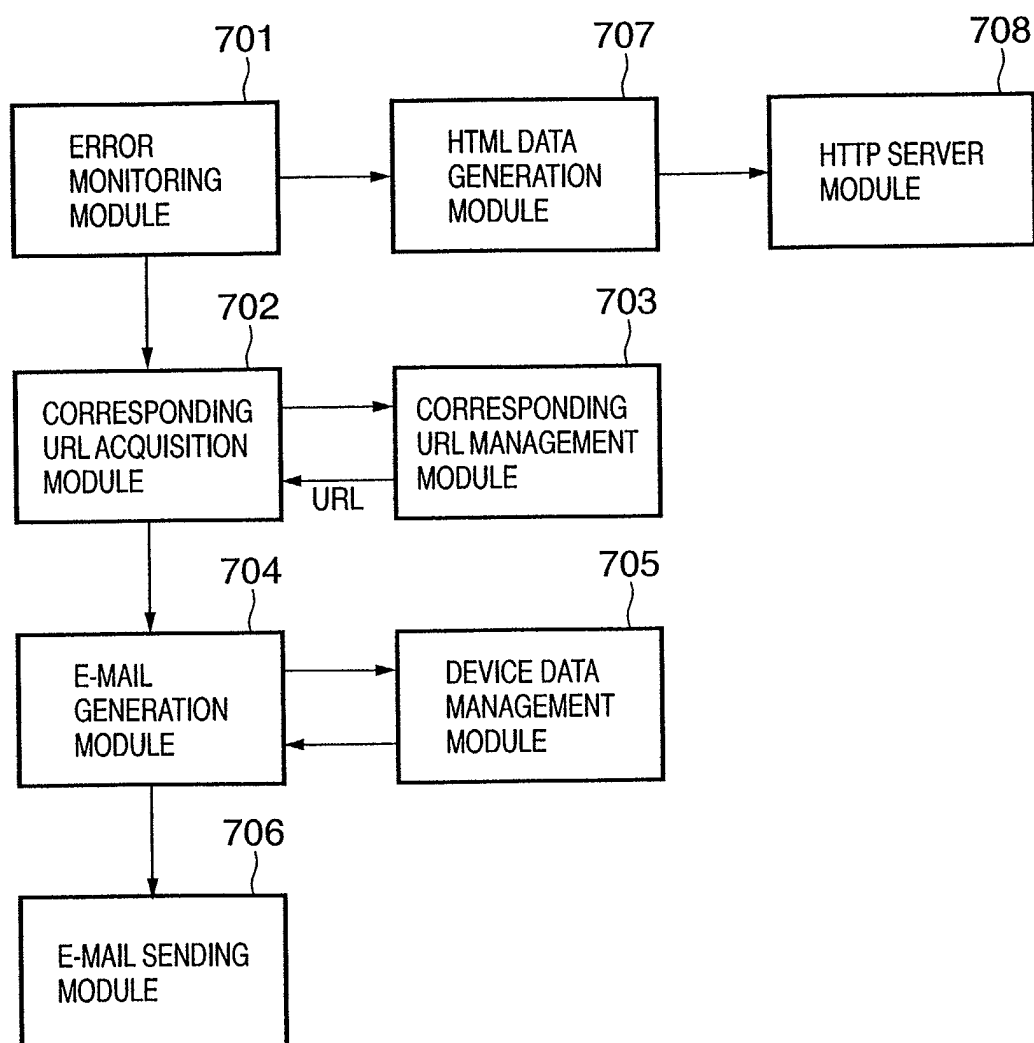 701
707
708
ERROR
MONITORING
MODULE
HTML DATA
GENERATION
MODULE
HTTP SERVER
MODULE
702
703
CORRESPONDING
URL ACQUISITION
MODULE
CORRESPONDING
URL MANAGEMENT
MODULE
URL
704
705
E-MAIL
GENERATION
MODULE
DEVICE DATA
MANAGEMENT
MODULE
706
E-MAIL SENDING
MODULE